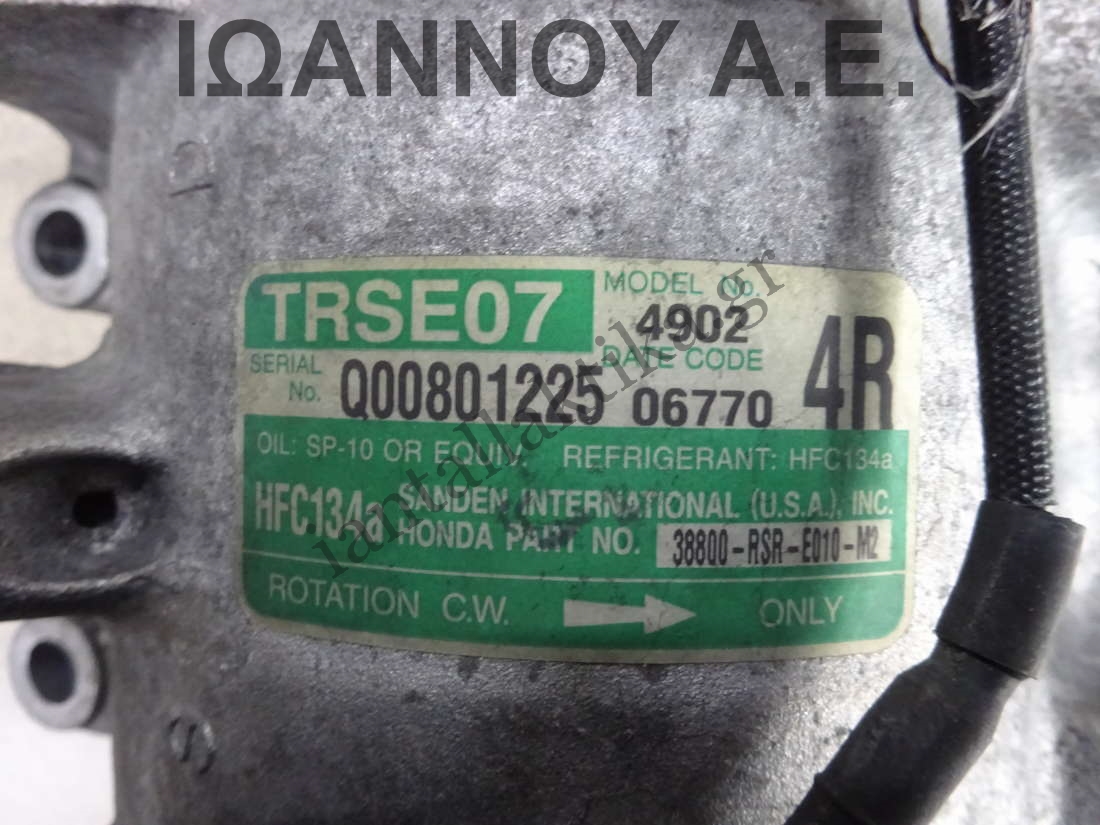 ΙΩΑΝΝΟΥ Α.Ε.
D
TRSE07
MODEL No.
4902
SERIAL No.
Q00801225
DATE CODE
06770
4R
OIL: SP-10 OR EQUIV. REFRIGERANT: HFC134a
HFC134a
SANDEN INTERNATIONAL (U.S.A.), INC.
HONDA PART NO. 38800-RSR-E010-M2
ROTATION C.W. ONLY
S